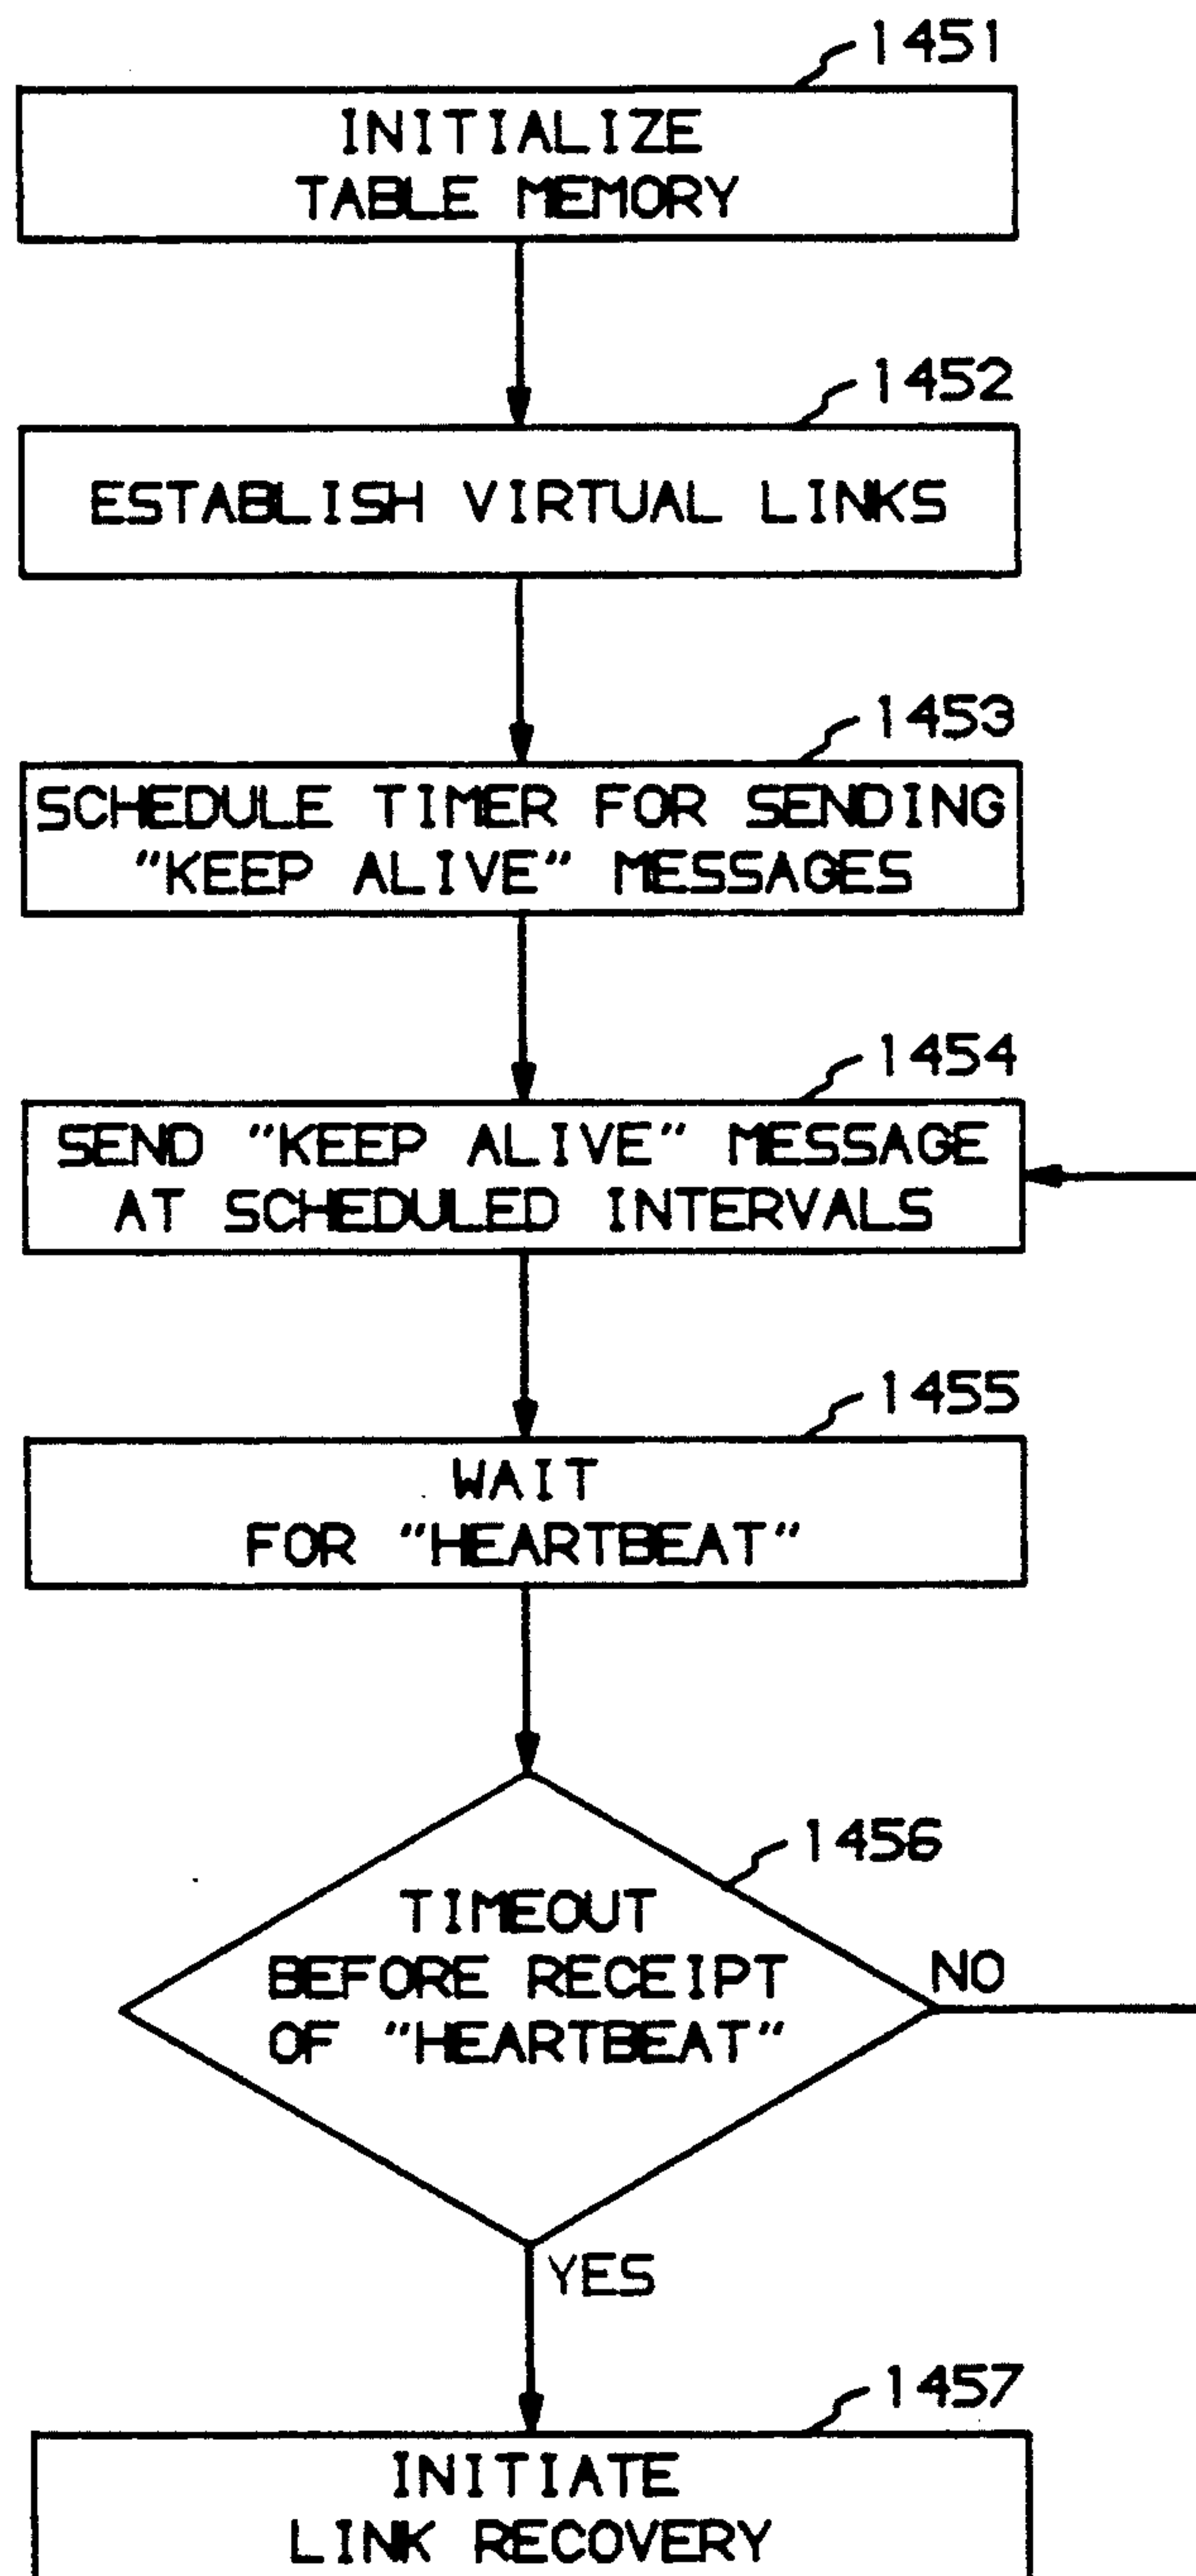 1451
INITIALIZE
TABLE MEMORY
1452
ESTABLISH VIRTUAL LINKS
1453
SCHEDULE TIMER FOR SENDING
"KEEP ALIVE" MESSAGES
1454
SEND "KEEP ALIVE" MESSAGE
AT SCHEDULED INTERVALS
1455
WAIT
FOR "HEARTBEAT"
1456
TIMEOUT
BEFORE RECEIPT
OF "HEARTBEAT"
NO
YES
1457
INITIATE
LINK RECOVERY